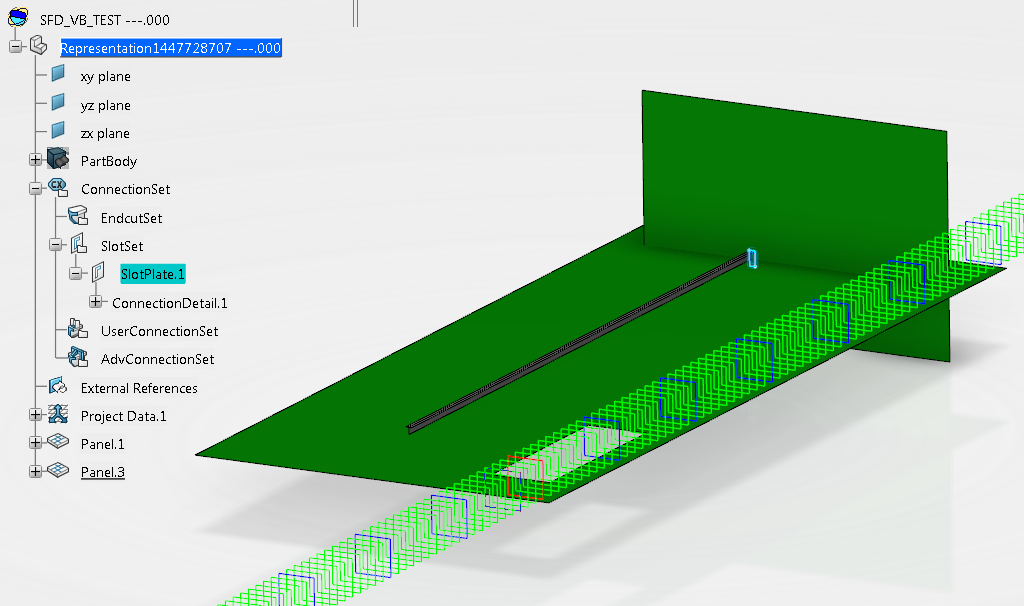 SFD_VB_TEST ---.000
Representation1447728707 ---.000
xy plane
yz plane
zx plane
PartBody
ConnectionSet
EndcutSet
SlotSet
SlotPlate.1
ConnectionDetail.1
UserConnectionSet
AdvConnectionSet
External References
Project Data.1
Panel.1
Panel.3